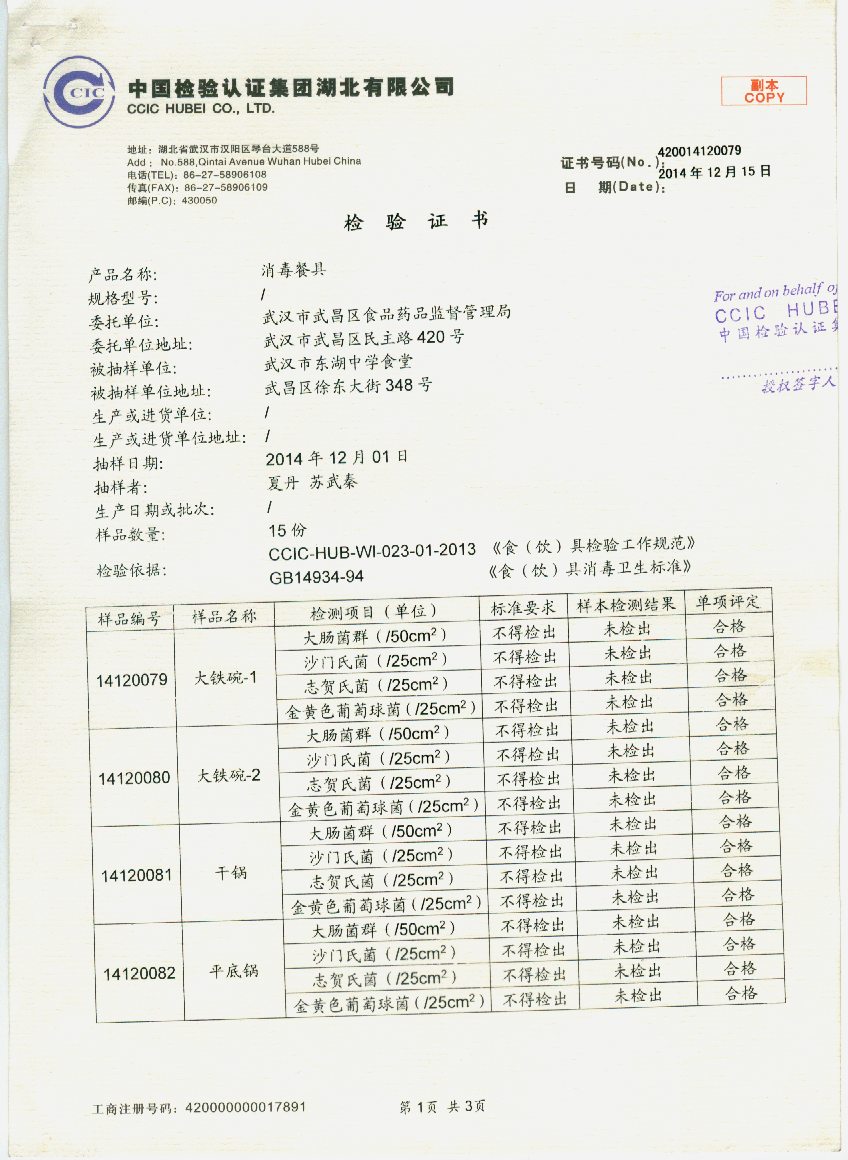 CCIC
中国检验认证集团湖北有限公司
CCIC HUBEI CO., LTD.
副本
COPY
地址：湖北省武汉市汉阳区琴台大道588号
Add： No.588,Qintai Avenue Wuhan Hubei China
电话(TEL)：86-27-58906108
传真(FAX)：86-27-58906109
邮编(P.C)：430050
证书号码(No.)：420014120079
日 期(Date)：2014 年 12 月 15 日
检 验 证 书
产品名称: 消毒餐具
规格型号: /
委托单位: 武汉市武昌区食品药品监督管理局
委托单位地址: 武汉市武昌区民主路 420 号
被抽样单位: 武汉市东湖中学食堂
被抽样单位地址: 武昌区徐东大街 348 号
生产或进货单位: /
生产或进货单位地址: /
抽样日期: 2014 年 12 月 01 日
抽样者: 夏丹 苏武秦
生产日期或批次: /
样品数量: 15 份
检验依据: CCIC-HUB-WI-023-01-2013 《食（饮）具检验工作规范》
GB14934-94 《食（饮）具消毒卫生标准》
For and on behalf of
CCIC HUBE
中国检验认证集
授权签字人
样品编号 样品名称 检测项目（单位） 标准要求 样本检测结果 单项评定
14120079 大铁碗-1 大肠菌群（/50cm²） 不得检出 未检出 合格
沙门氏菌（/25cm²） 不得检出 未检出 合格
志贺氏菌（/25cm²） 不得检出 未检出 合格
金黄色葡萄球菌（/25cm²） 不得检出 未检出 合格
14120080 大铁碗-2 大肠菌群（/50cm²） 不得检出 未检出 合格
沙门氏菌（/25cm²） 不得检出 未检出 合格
志贺氏菌（/25cm²） 不得检出 未检出 合格
金黄色葡萄球菌（/25cm²） 不得检出 未检出 合格
14120081 干锅 大肠菌群（/50cm²） 不得检出 未检出 合格
沙门氏菌（/25cm²） 不得检出 未检出 合格
志贺氏菌（/25cm²） 不得检出 未检出 合格
金黄色葡萄球菌（/25cm²） 不得检出 未检出 合格
14120082 平底锅 大肠菌群（/50cm²） 不得检出 未检出 合格
沙门氏菌（/25cm²） 不得检出 未检出 合格
志贺氏菌（/25cm²） 不得检出 未检出 合格
金黄色葡萄球菌（/25cm²） 不得检出 未检出 合格
工商注册号码：420000000017891 第 1页 共 3页